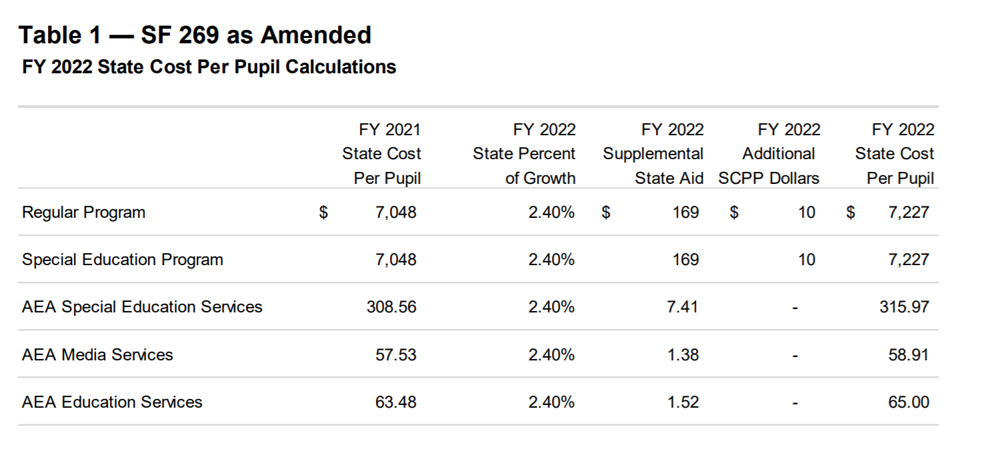 Table 1 — SF 269 as Amended
FY 2022 State Cost Per Pupil Calculations
FY 2021 FY 2022 FY 2022 FY 2022 FY 2022
State Cost State Percent Supplemental Additional State Cost
Per Pupil of Growth State Aid SCPP Dollars Per Pupil
Regular Program $ 7,048 2.40% $ 169 $ 10 $ 7,227
Special Education Program 7,048 2.40% 169 10 7,227
AEA Special Education Services 308.56 2.40% 7.41 - 315.97
AEA Media Services 57.53 2.40% 1.38 - 58.91
AEA Education Services 63.48 2.40% 1.52 - 65.00